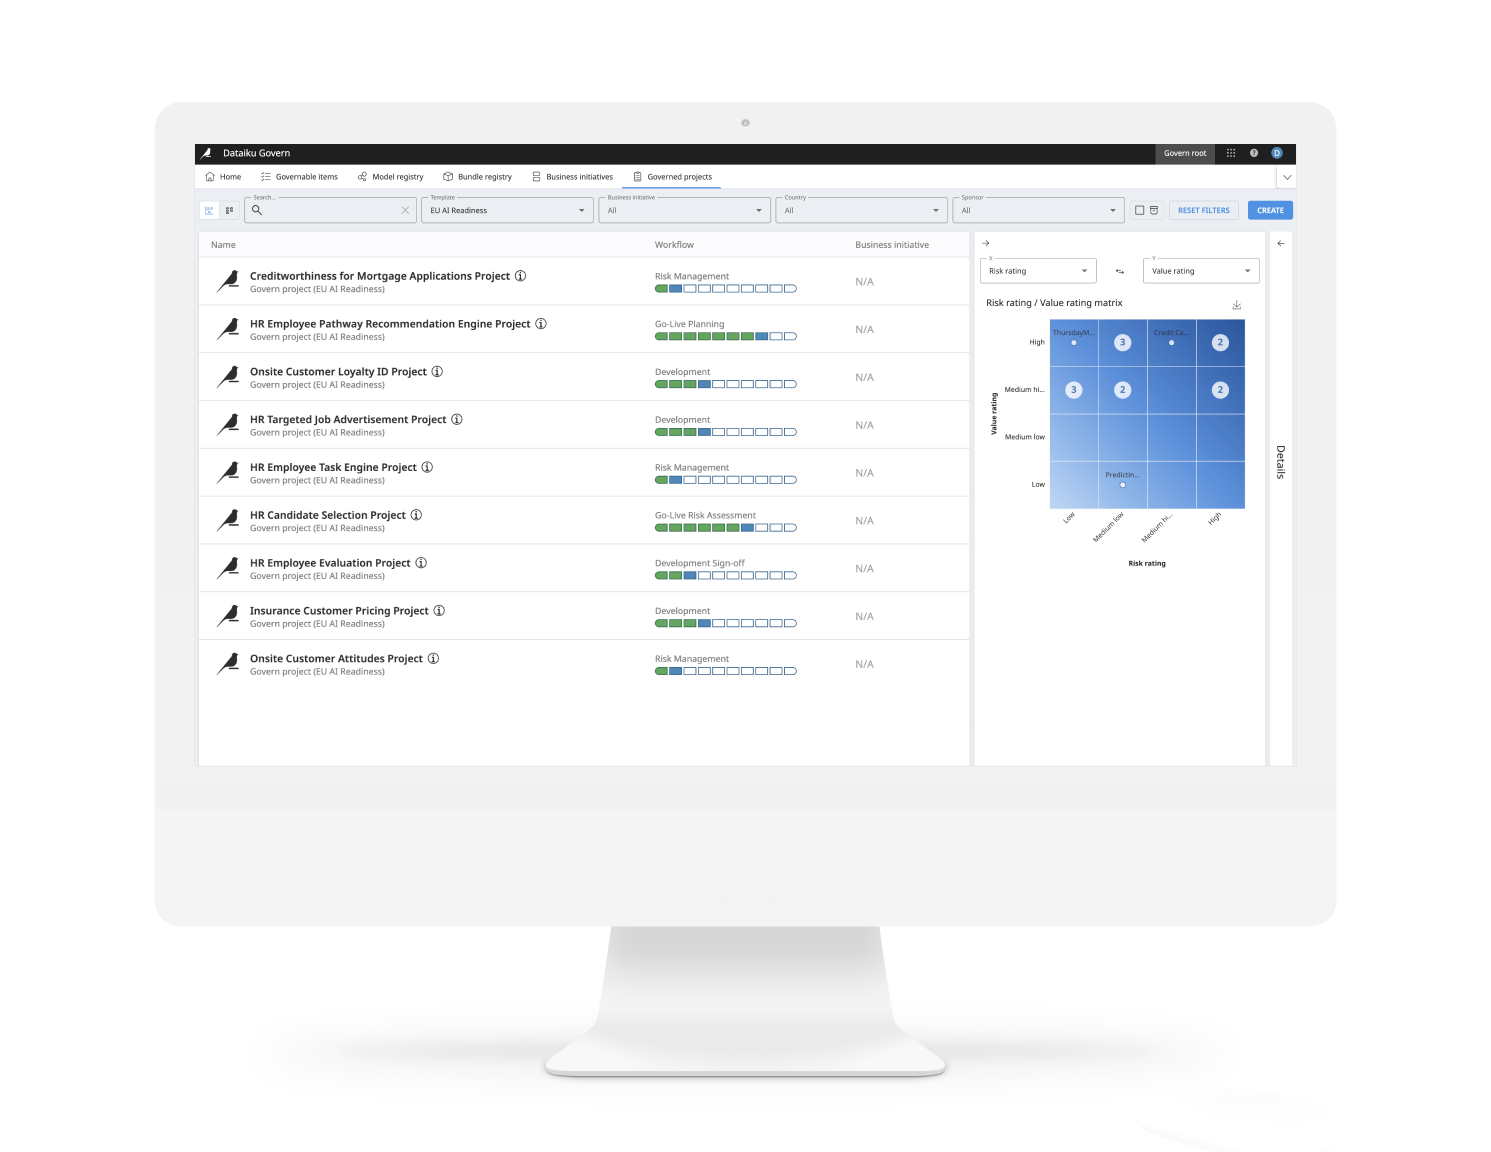 Dataiku Govern
Govern root
D
Home
Governable items
Model registry
Bundle registry
Business initiatives
Governed projects
Search...
Template
EU AI Readiness
Business initiative
All
Country
All
Sponsor
All
RESET FILTERS
CREATE
Name
Workflow
Business initiative
Creditworthiness for Mortgage Applications Project
Govern project (EU AI Readiness)
Risk Management
N/A
HR Employee Pathway Recommendation Engine Project
Govern project (EU AI Readiness)
Go-Live Planning
N/A
Onsite Customer Loyalty ID Project
Govern project (EU AI Readiness)
Development
N/A
HR Targeted Job Advertisement Project
Govern project (EU AI Readiness)
Development
N/A
HR Employee Task Engine Project
Govern project (EU AI Readiness)
Risk Management
N/A
HR Candidate Selection Project
Govern project (EU AI Readiness)
Go-Live Risk Assessment
N/A
HR Employee Evaluation Project
Govern project (EU AI Readiness)
Development Sign-off
N/A
Insurance Customer Pricing Project
Govern project (EU AI Readiness)
Development
N/A
Onsite Customer Attitudes Project
Govern project (EU AI Readiness)
Risk Management
N/A
X
Risk rating
Y
Value rating
Risk rating / Value rating matrix
Value rating
High
ThursdayM...
3
Credit Ca...
2
Medium hi...
3
2
2
Medium low
Low
Predictin...
Low
Medium low
Medium hi...
High
Risk rating
Details